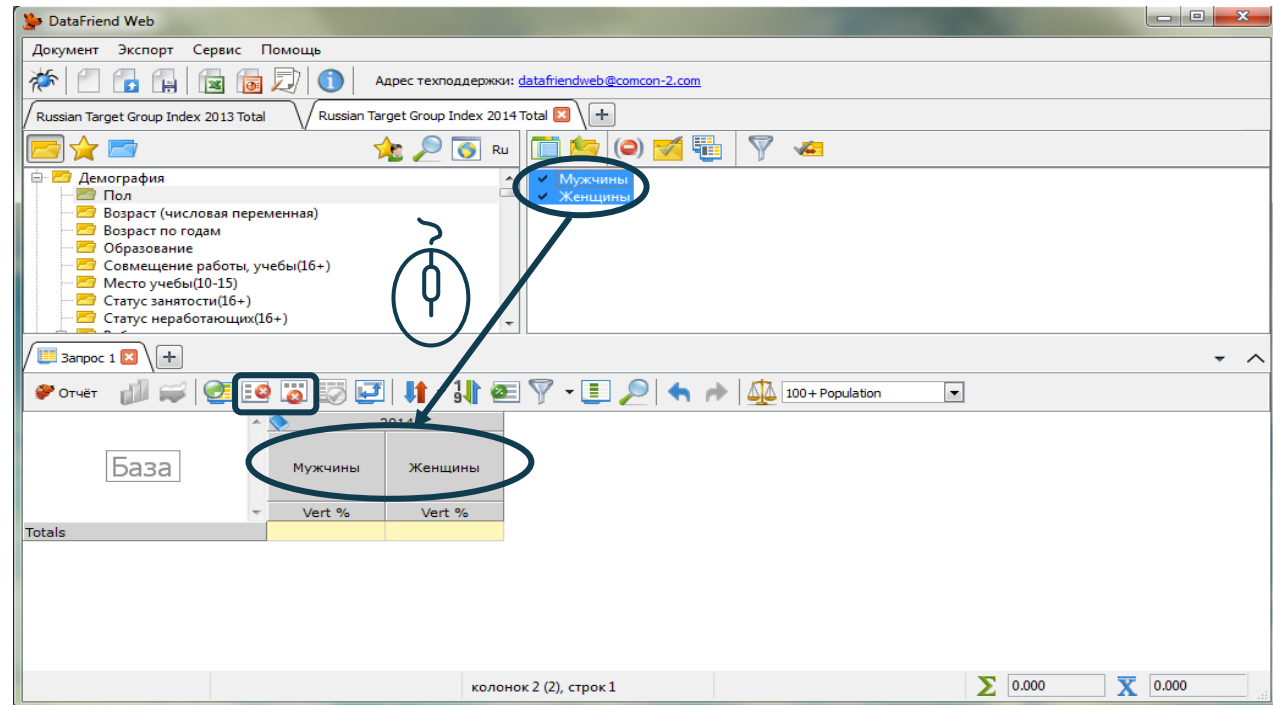 DataFriend Web
Документ Экспорт Сервис Помощь
Адрес техподдержки: datafriendweb@comcon-2.com
Russian Target Group Index 2013 Total Russian Target Group Index 2014 Total
Ru
Демография
Пол
Возраст (числовая переменная)
Возраст по годам
Образование
Совмещение работы, учебы(16+)
Место учебы(10-15)
Статус занятости(16+)
Статус неработающих(16+)
Мужчины
Женщины
Запрос 1
Отчёт 100+ Population
2014
База
Мужчины Женщины
Vert % Vert %
Totals
колонок 2 (2), строк 1 0.000 0.000